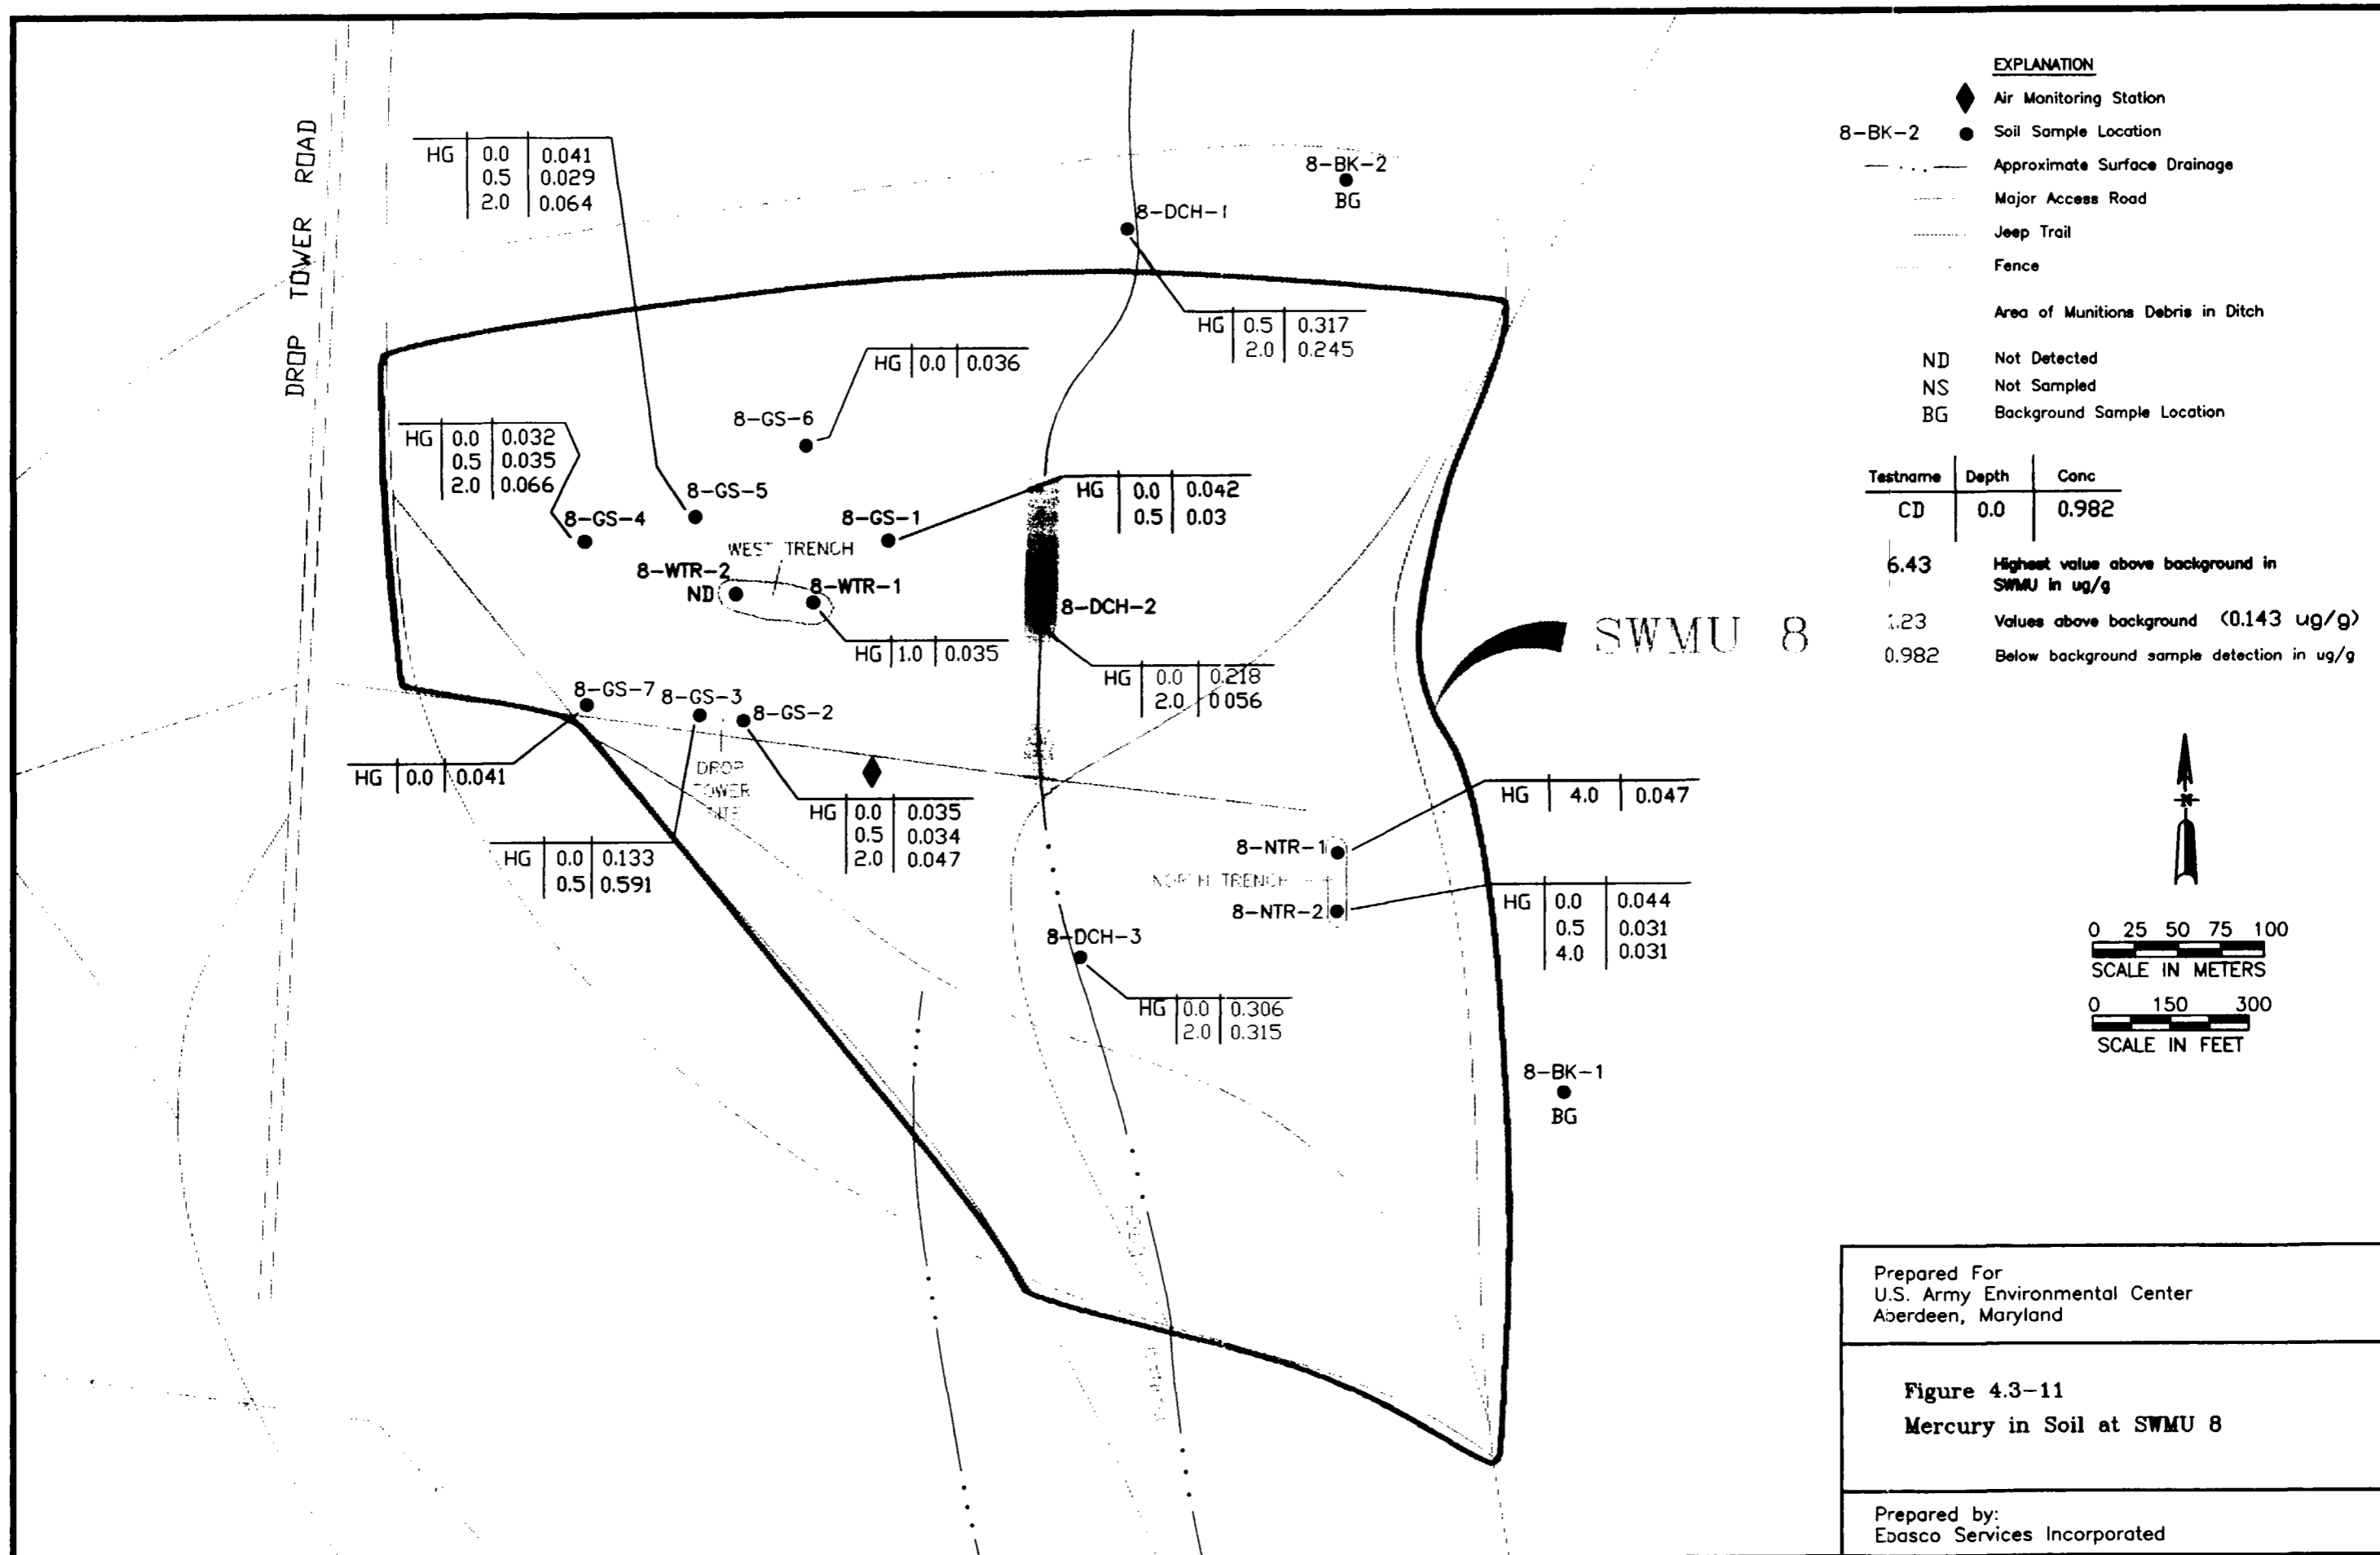 DROP TOWER ROAD
HG 0.0 0.041
0.5 0.029
2.0 0.064
8-BK-2
BG
8-DCH-1
HG 0.5 0.317
2.0 0.245
HG 0.0 0.036
8-GS-6
HG 0.0 0.032
0.5 0.035
2.0 0.066
8-GS-5
8-GS-4
8-GS-1
HG 0.0 0.042
0.5 0.03
WEST TRENCH
8-WTR-2
ND
8-WTR-1
HG 1.0 0.035
8-DCH-2
HG 0.0 0.218
2.0 0 056
SWMU 8
8-GS-7
8-GS-3
8-GS-2
HG 0.0 0.041
DROP
TOWER
HG 0.0 0.035
0.5 0.034
2.0 0.047
HG 0.0 0.133
0.5 0.591
HG 4.0 0.047
8-NTR-1
NORTH TRENCH
8-NTR-2
HG 0.0 0.044
0.5 0.031
4.0 0.031
8-DCH-3
HG 0.0 0.306
2.0 0.315
8-BK-1
BG
EXPLANATION
Air Monitoring Station
8-BK-2 Soil Sample Location
Approximate Surface Drainage
Major Access Road
Jeep Trail
Fence
Area of Munitions Debris in Ditch
ND Not Detected
NS Not Sampled
BG Background Sample Location
Testname Depth Conc
CD 0.0 0.982
6.43 Highest value above background in
SWMU in ug/g
1.23 Values above background (0.143 ug/g)
0.982 Below background sample detection in ug/g
N
0 25 50 75 100
SCALE IN METERS
0 150 300
SCALE IN FEET
Prepared For
U.S. Army Environmental Center
Aberdeen, Maryland
Figure 4.3-11
Mercury in Soil at SWMU 8
Prepared by:
Ebasco Services Incorporated